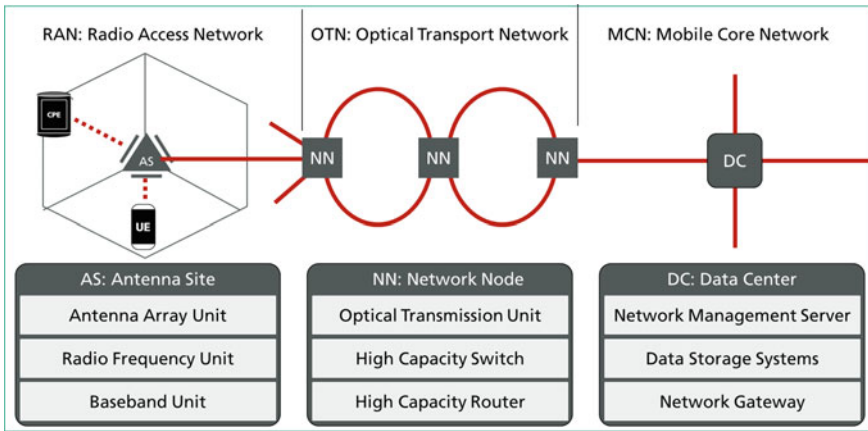 RAN: Radio Access Network
OTN: Optical Transport Network
MCN: Mobile Core Network
CPE
AS
UE
NN
NN
NN
DC
AS: Antenna Site
Antenna Array Unit
Radio Frequency Unit
Baseband Unit
NN: Network Node
Optical Transmission Unit
High Capacity Switch
High Capacity Router
DC: Data Center
Network Management Server
Data Storage Systems
Network Gateway